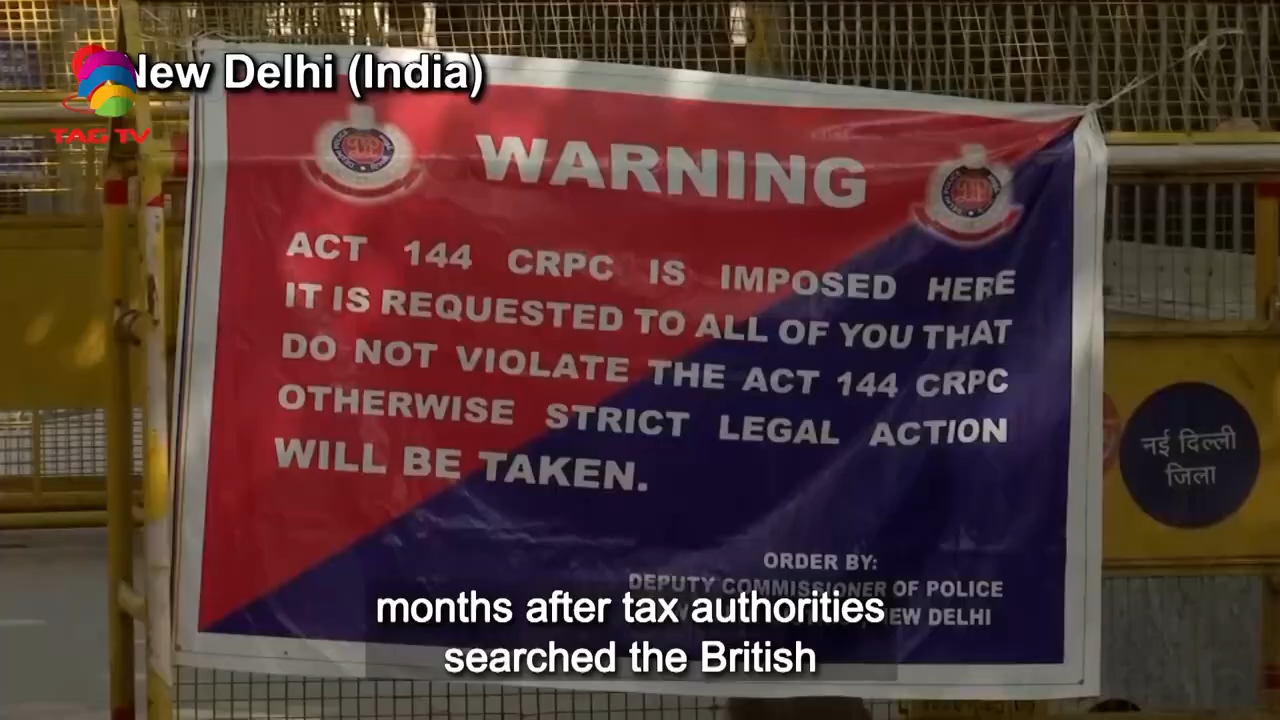 New Delhi (India)
TAG TV
WARNING
ACT 144 CRPC IS IMPOSED HERE
IT IS REQUESTED TO ALL OF YOU THAT
DO NOT VIOLATE THE ACT 144 CRPC
OTHERWISE STRICT LEGAL ACTION
WILL BE TAKEN.
ORDER BY:
DEPUTY COMMISSIONER OF POLICE
NEW DELHI
months after tax authorities
searched the British
नई दिल्ली
जिला